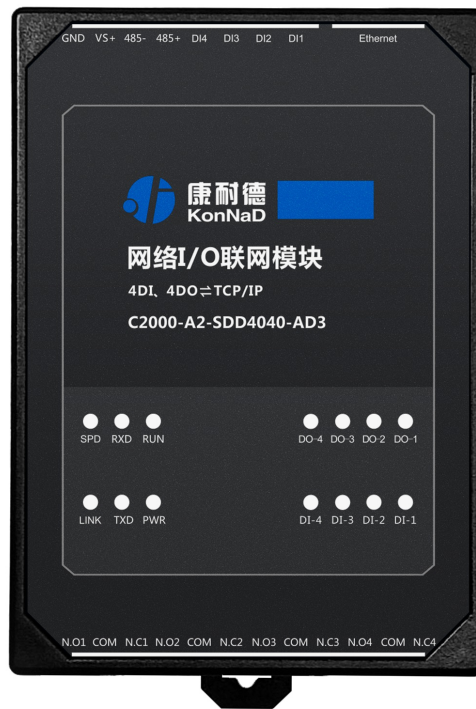 GND VS+ 485- 485+ DI4 DI3 DI2 DI1 Ethernet
康耐德
KonNaD
网络I/O联网模块
4DI、4DO⇌TCP/IP
C2000-A2-SDD4040-AD3
SPD RXD RUN DO-4 DO-3 DO-2 DO-1
LINK TXD PWR DI-4 DI-3 DI-2 DI-1
N.O1 COM N.C1 N.O2 COM N.C2 N.O3 COM N.C3 N.O4 COM N.C4